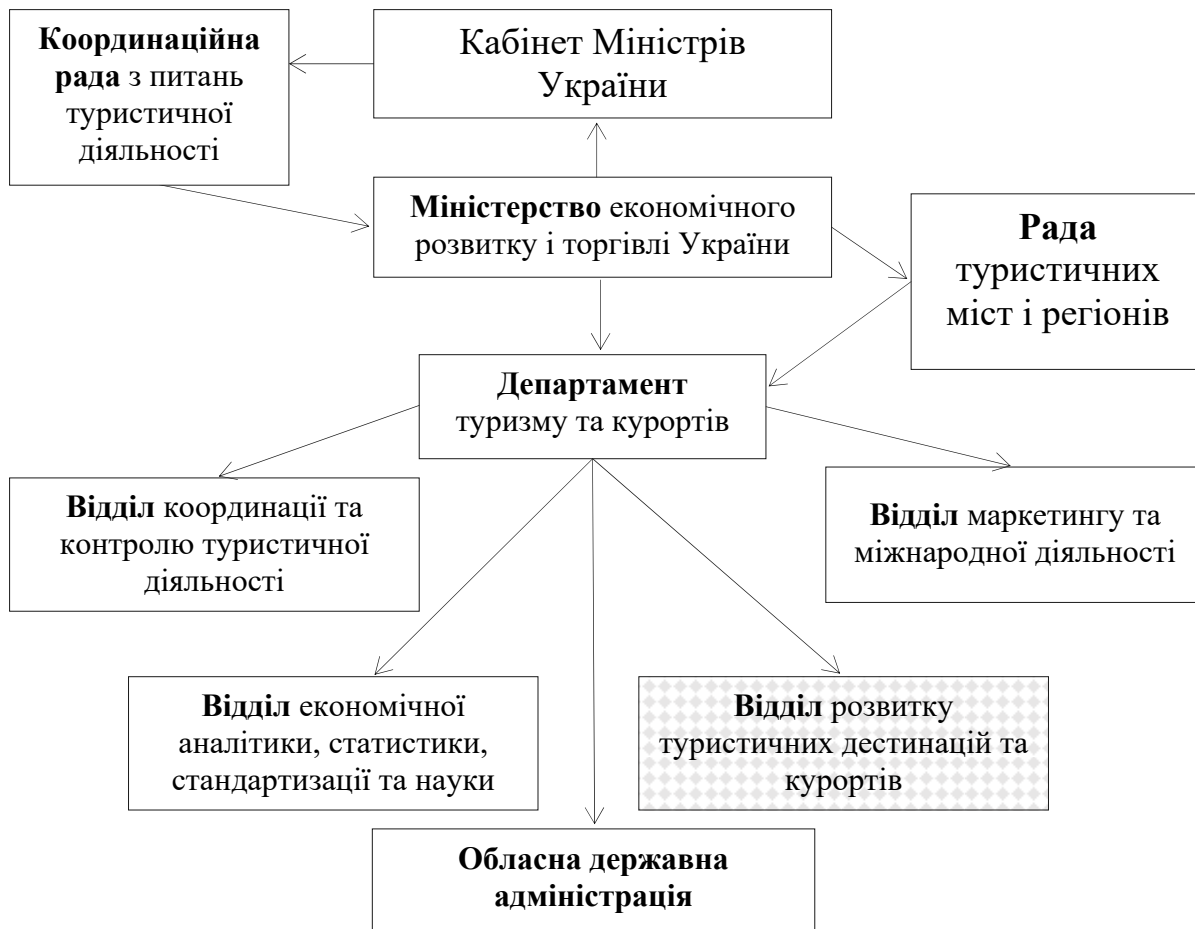 Координаційна
рада з питань
туристичної
діяльності
Кабінет Міністрів
України
Міністерство економічного
розвитку і торгівлі України
Рада
туристичних
міст і регіонів
Департамент
туризму та курортів
Відділ координації та
контролю туристичної
діяльності
Відділ маркетингу та
міжнародної діяльності
Відділ економічної
аналітики, статистики,
стандартизації та науки
Відділ розвитку
туристичних дестинацій та
курортів
Обласна державна
адміністрація